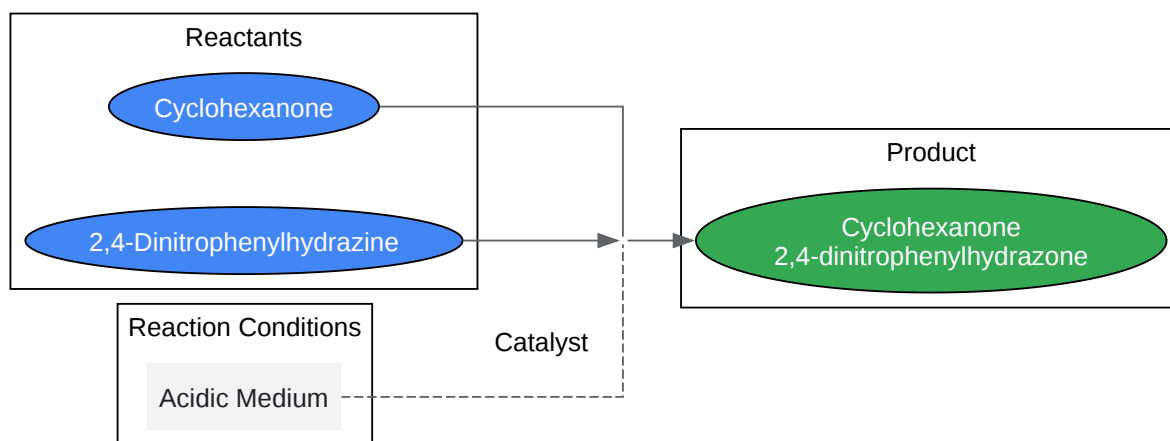 Reactants
Cyclohexanone
2,4-Dinitrophenylhydrazine
Reaction Conditions
Acidic Medium
Catalyst
Product
Cyclohexanone
2,4-dinitrophenylhydrazone